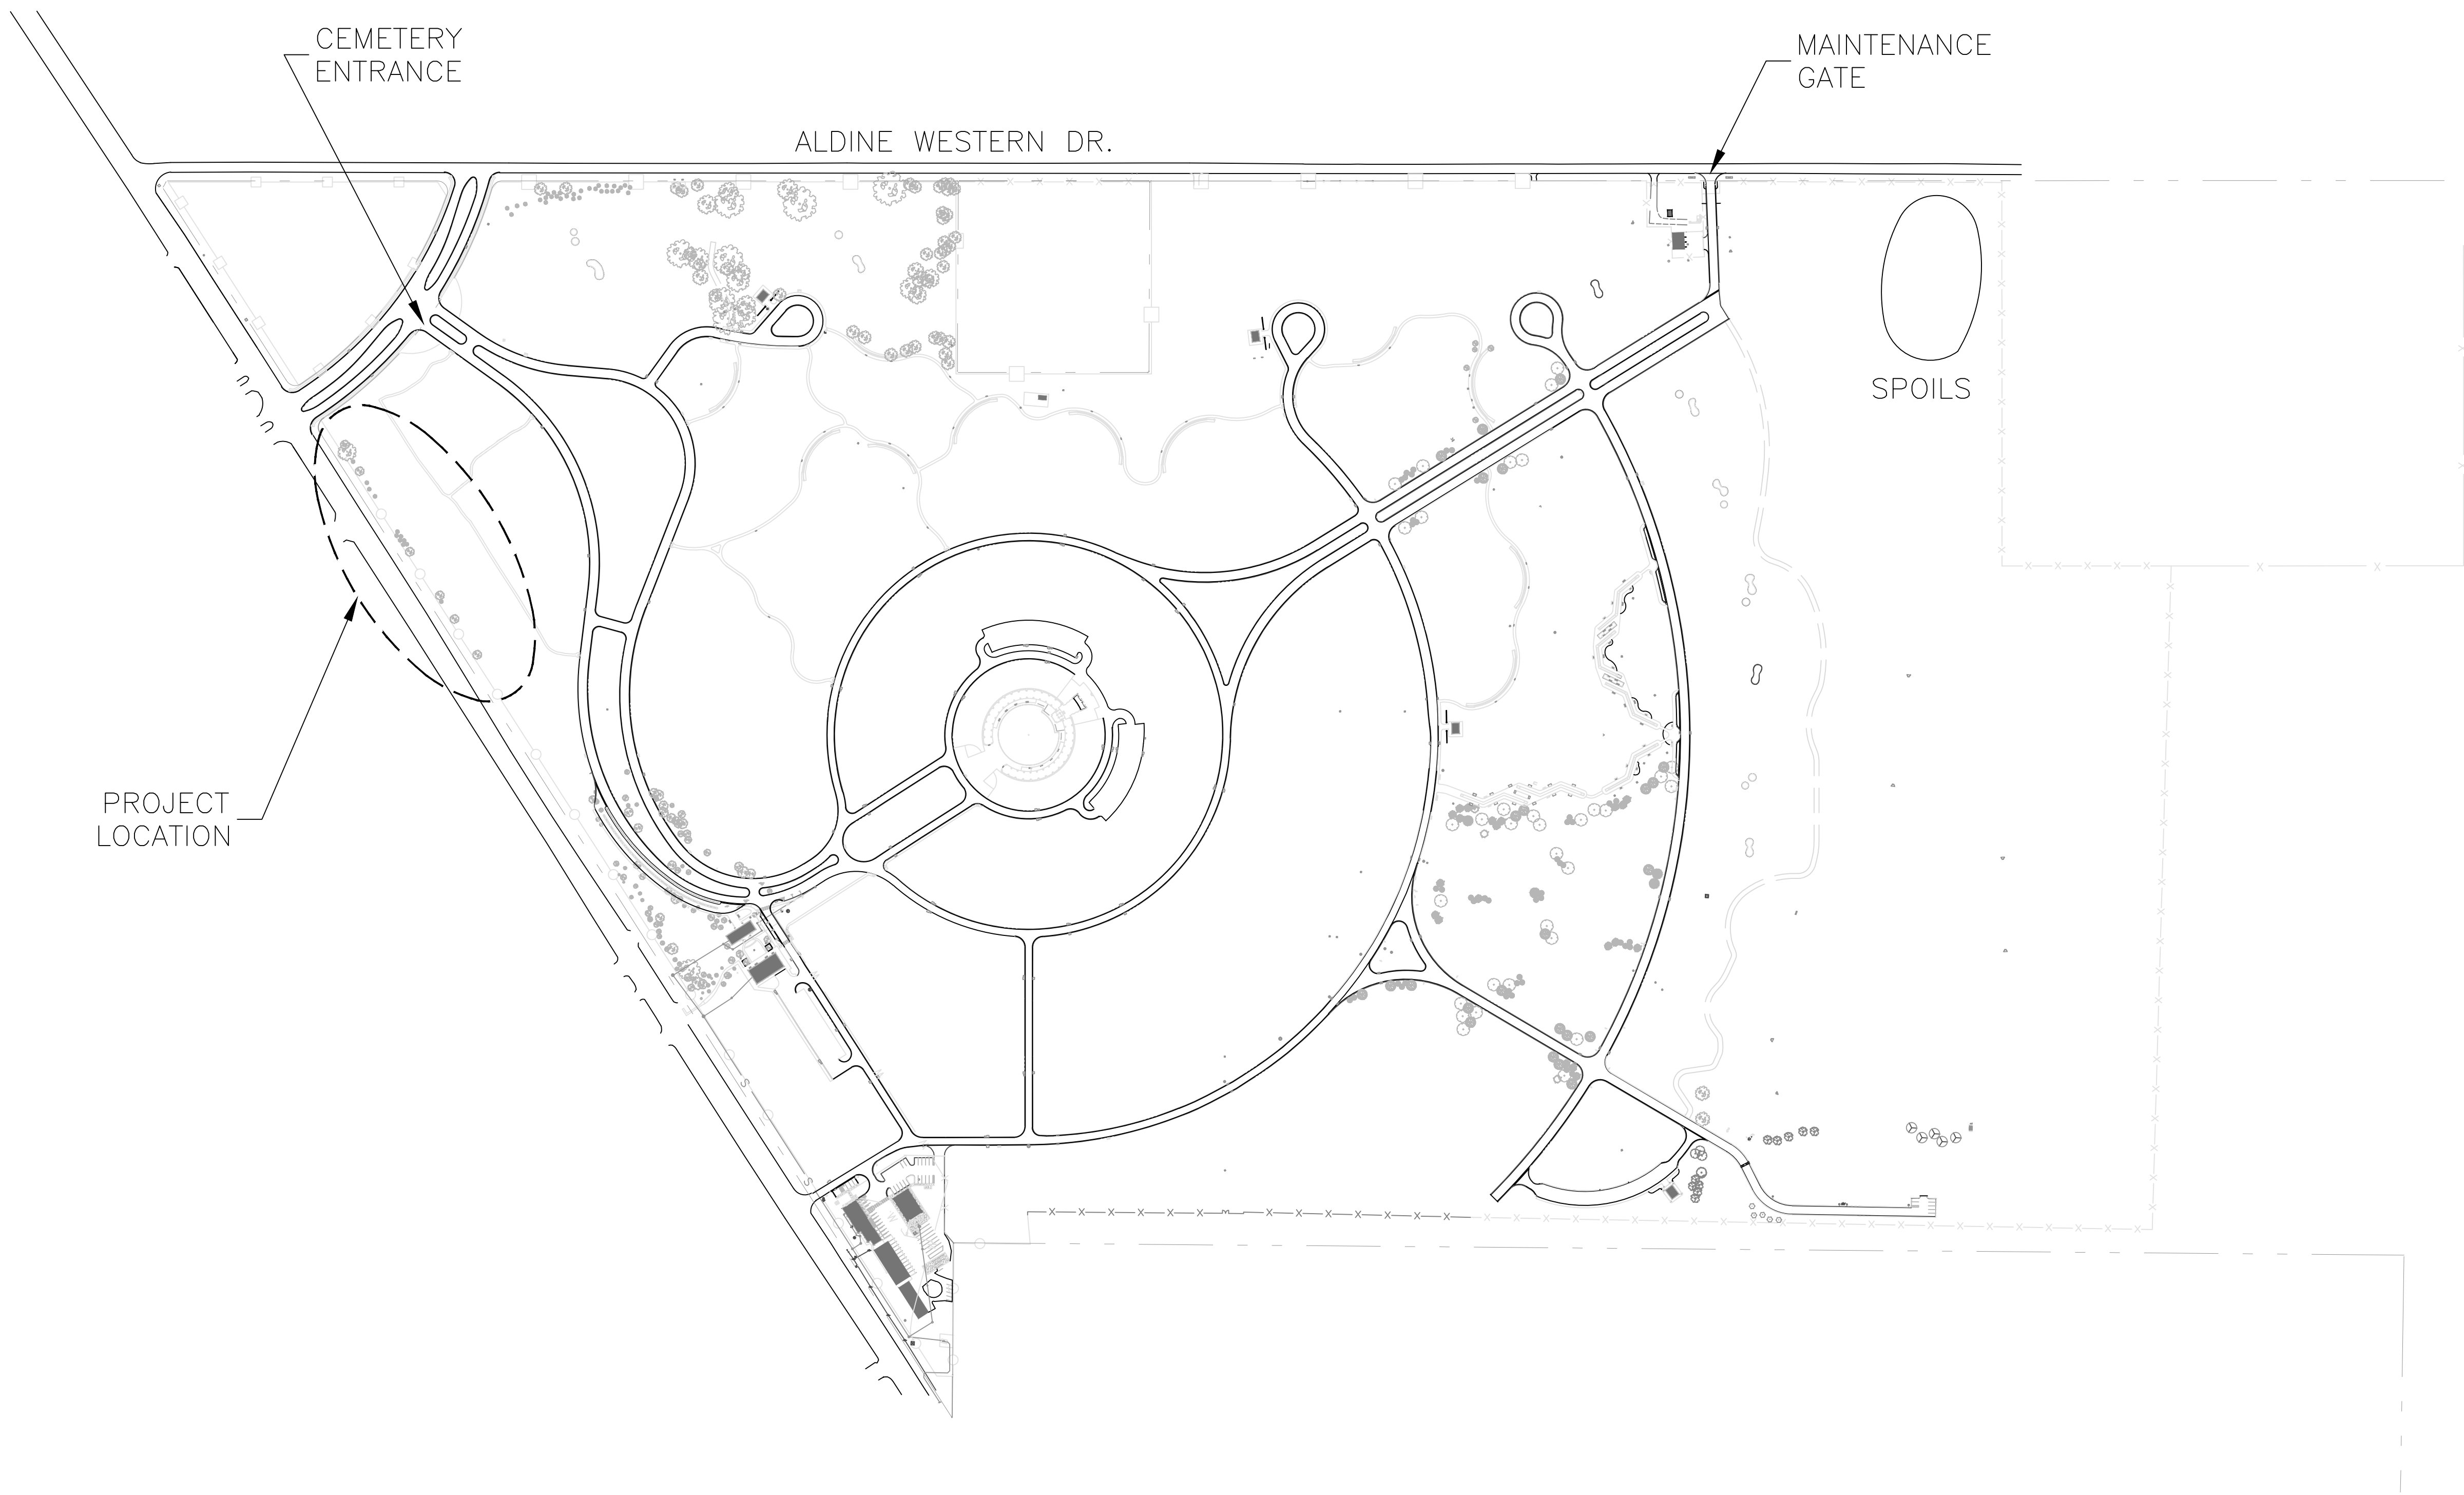 CEMETERY
ENTRANCE
MAINTENANCE
GATE
ALDINE WESTERN DR.
SPOILS
PROJECT
LOCATION
S
S